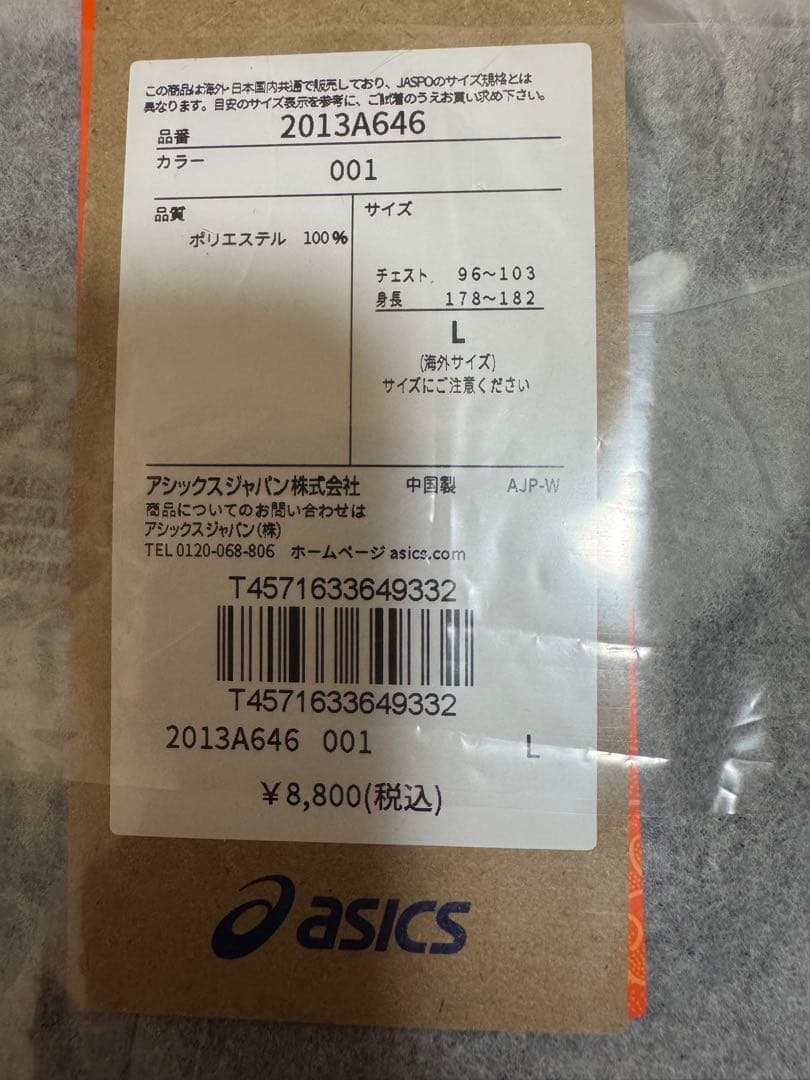 この商品は海外・日本国内共通で販売しており、JASPOのサイズ規格とは
異なります。目安のサイズ表示を参考に、ご試着のうえお買い求め下さい。
品番 2013A646
カラー 001
品質
ポリエステル 100%
サイズ
チェスト 96～103
身長 178～182
L
(海外サイズ)
サイズにご注意ください
アシックスジャパン株式会社 中国製 AJP-W
商品についてのお問い合わせは
アシックスジャパン(株)
TEL 0120-068-806 ホームページ asics.com
T4571633649332
T4571633649332
2013A646 001 L
￥8,800(税込)
asics